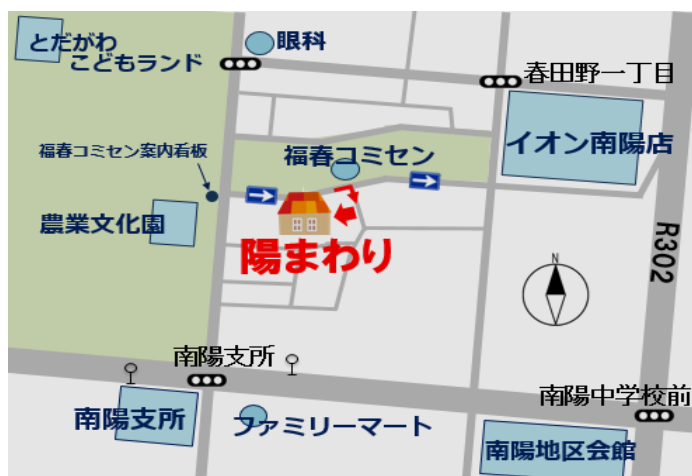 とだがわ
こどもランド
眼科
春田野一丁目
イオン南陽店
福春コミセン案内看板
福春コミセン
農業文化園
陽まわり
R302
N
南陽支所
南陽中学校前
南陽支所
ファミリーマート
南陽地区会館